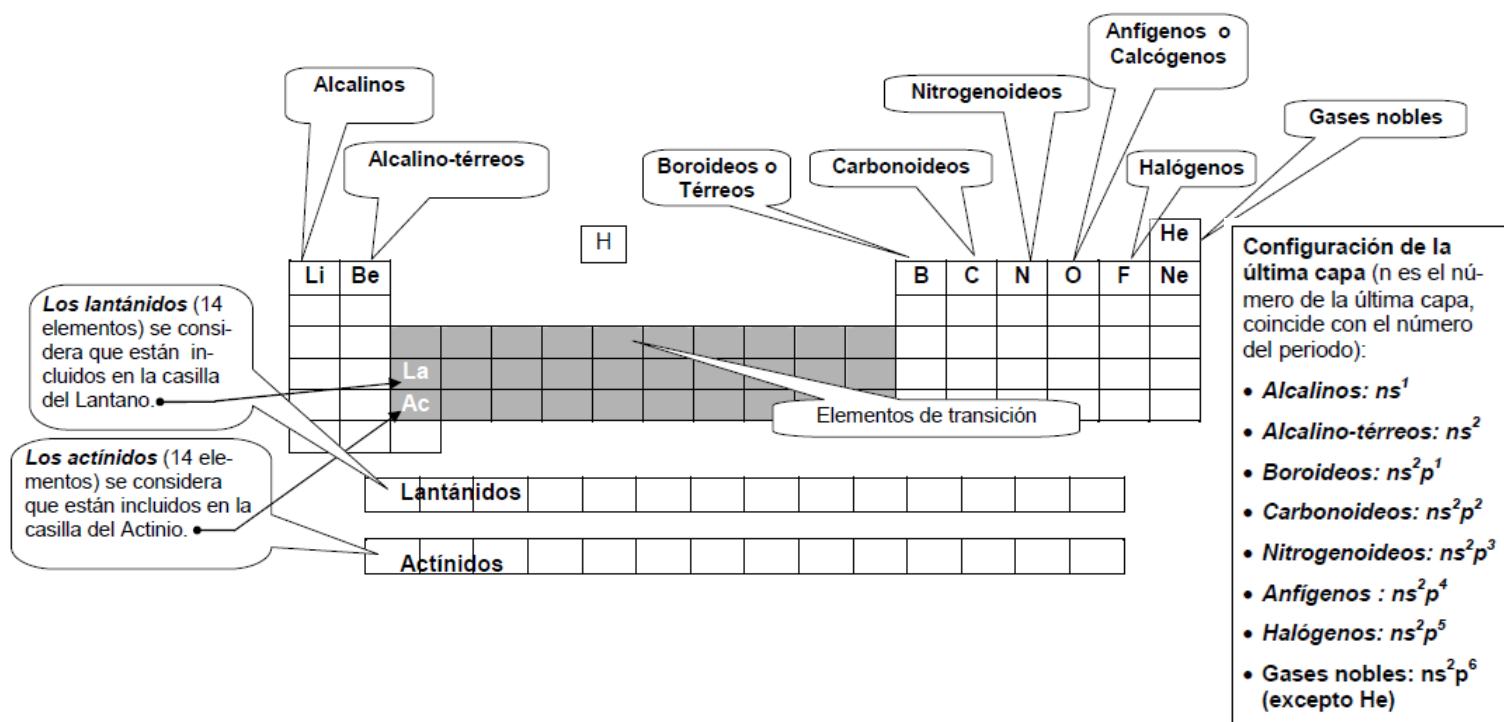 Alcalinos
Alcalino-térreos
Boroideos o
Térreos
Carbonoideos
Nitrogenoideos
Anfígenos o
Calcógenos
Halógenos
Gases nobles
H
He
Li Be B C N O F Ne
La
Ac
Elementos de transición
Los lantánidos (14
elementos) se consi-
dera que están in-
cluidos en la casilla
del Lantano.
Los actínidos (14 ele-
mentos) se considera
que están incluidos en la
casilla del Actinio.
Lantánidos
Actínidos
Configuración de la
última capa (n es el nú-
mero de la última capa,
coincide con el número
del periodo):
• Alcalinos: ns¹
• Alcalino-térreos: ns²
• Boroideos: ns²p¹
• Carbonoideos: ns²p²
• Nitrogenoideos: ns²p³
• Anfígenos : ns²p⁴
• Halógenos: ns²p⁵
• Gases nobles: ns²p⁶
(excepto He)